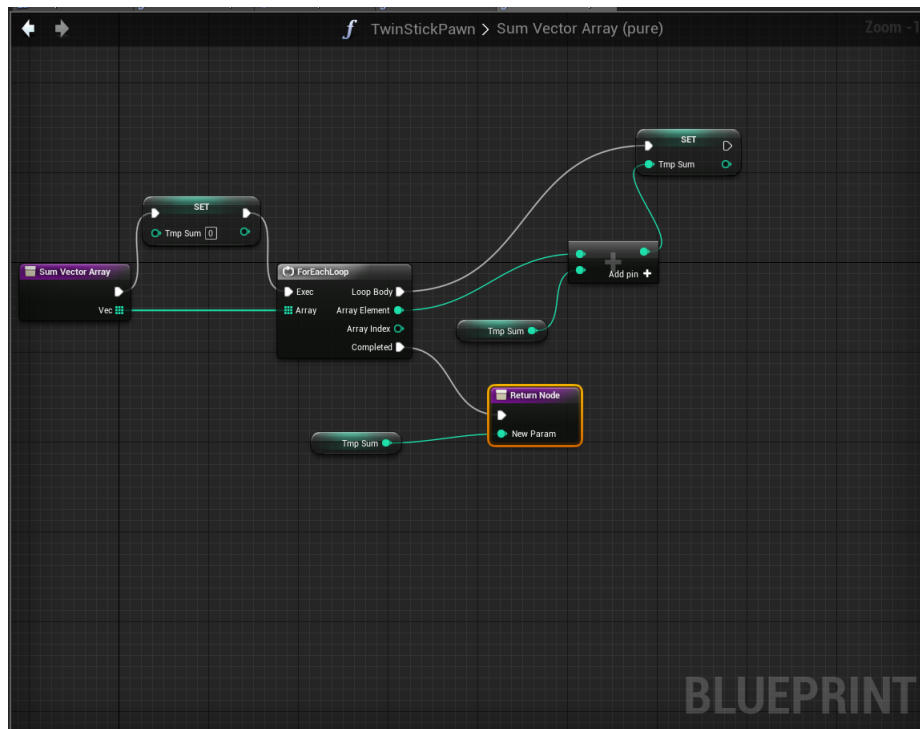 TwinStickPawn > Sum Vector Array (pure)
Zoom -1
SET
Tmp Sum
SET
Tmp Sum 0
Sum Vector Array
Vec
ForEachLoop
Exec
Loop Body
Array
Array Element
Array Index
Completed
Add pin
Tmp Sum
Return Node
New Param
Tmp Sum
BLUEPRINT